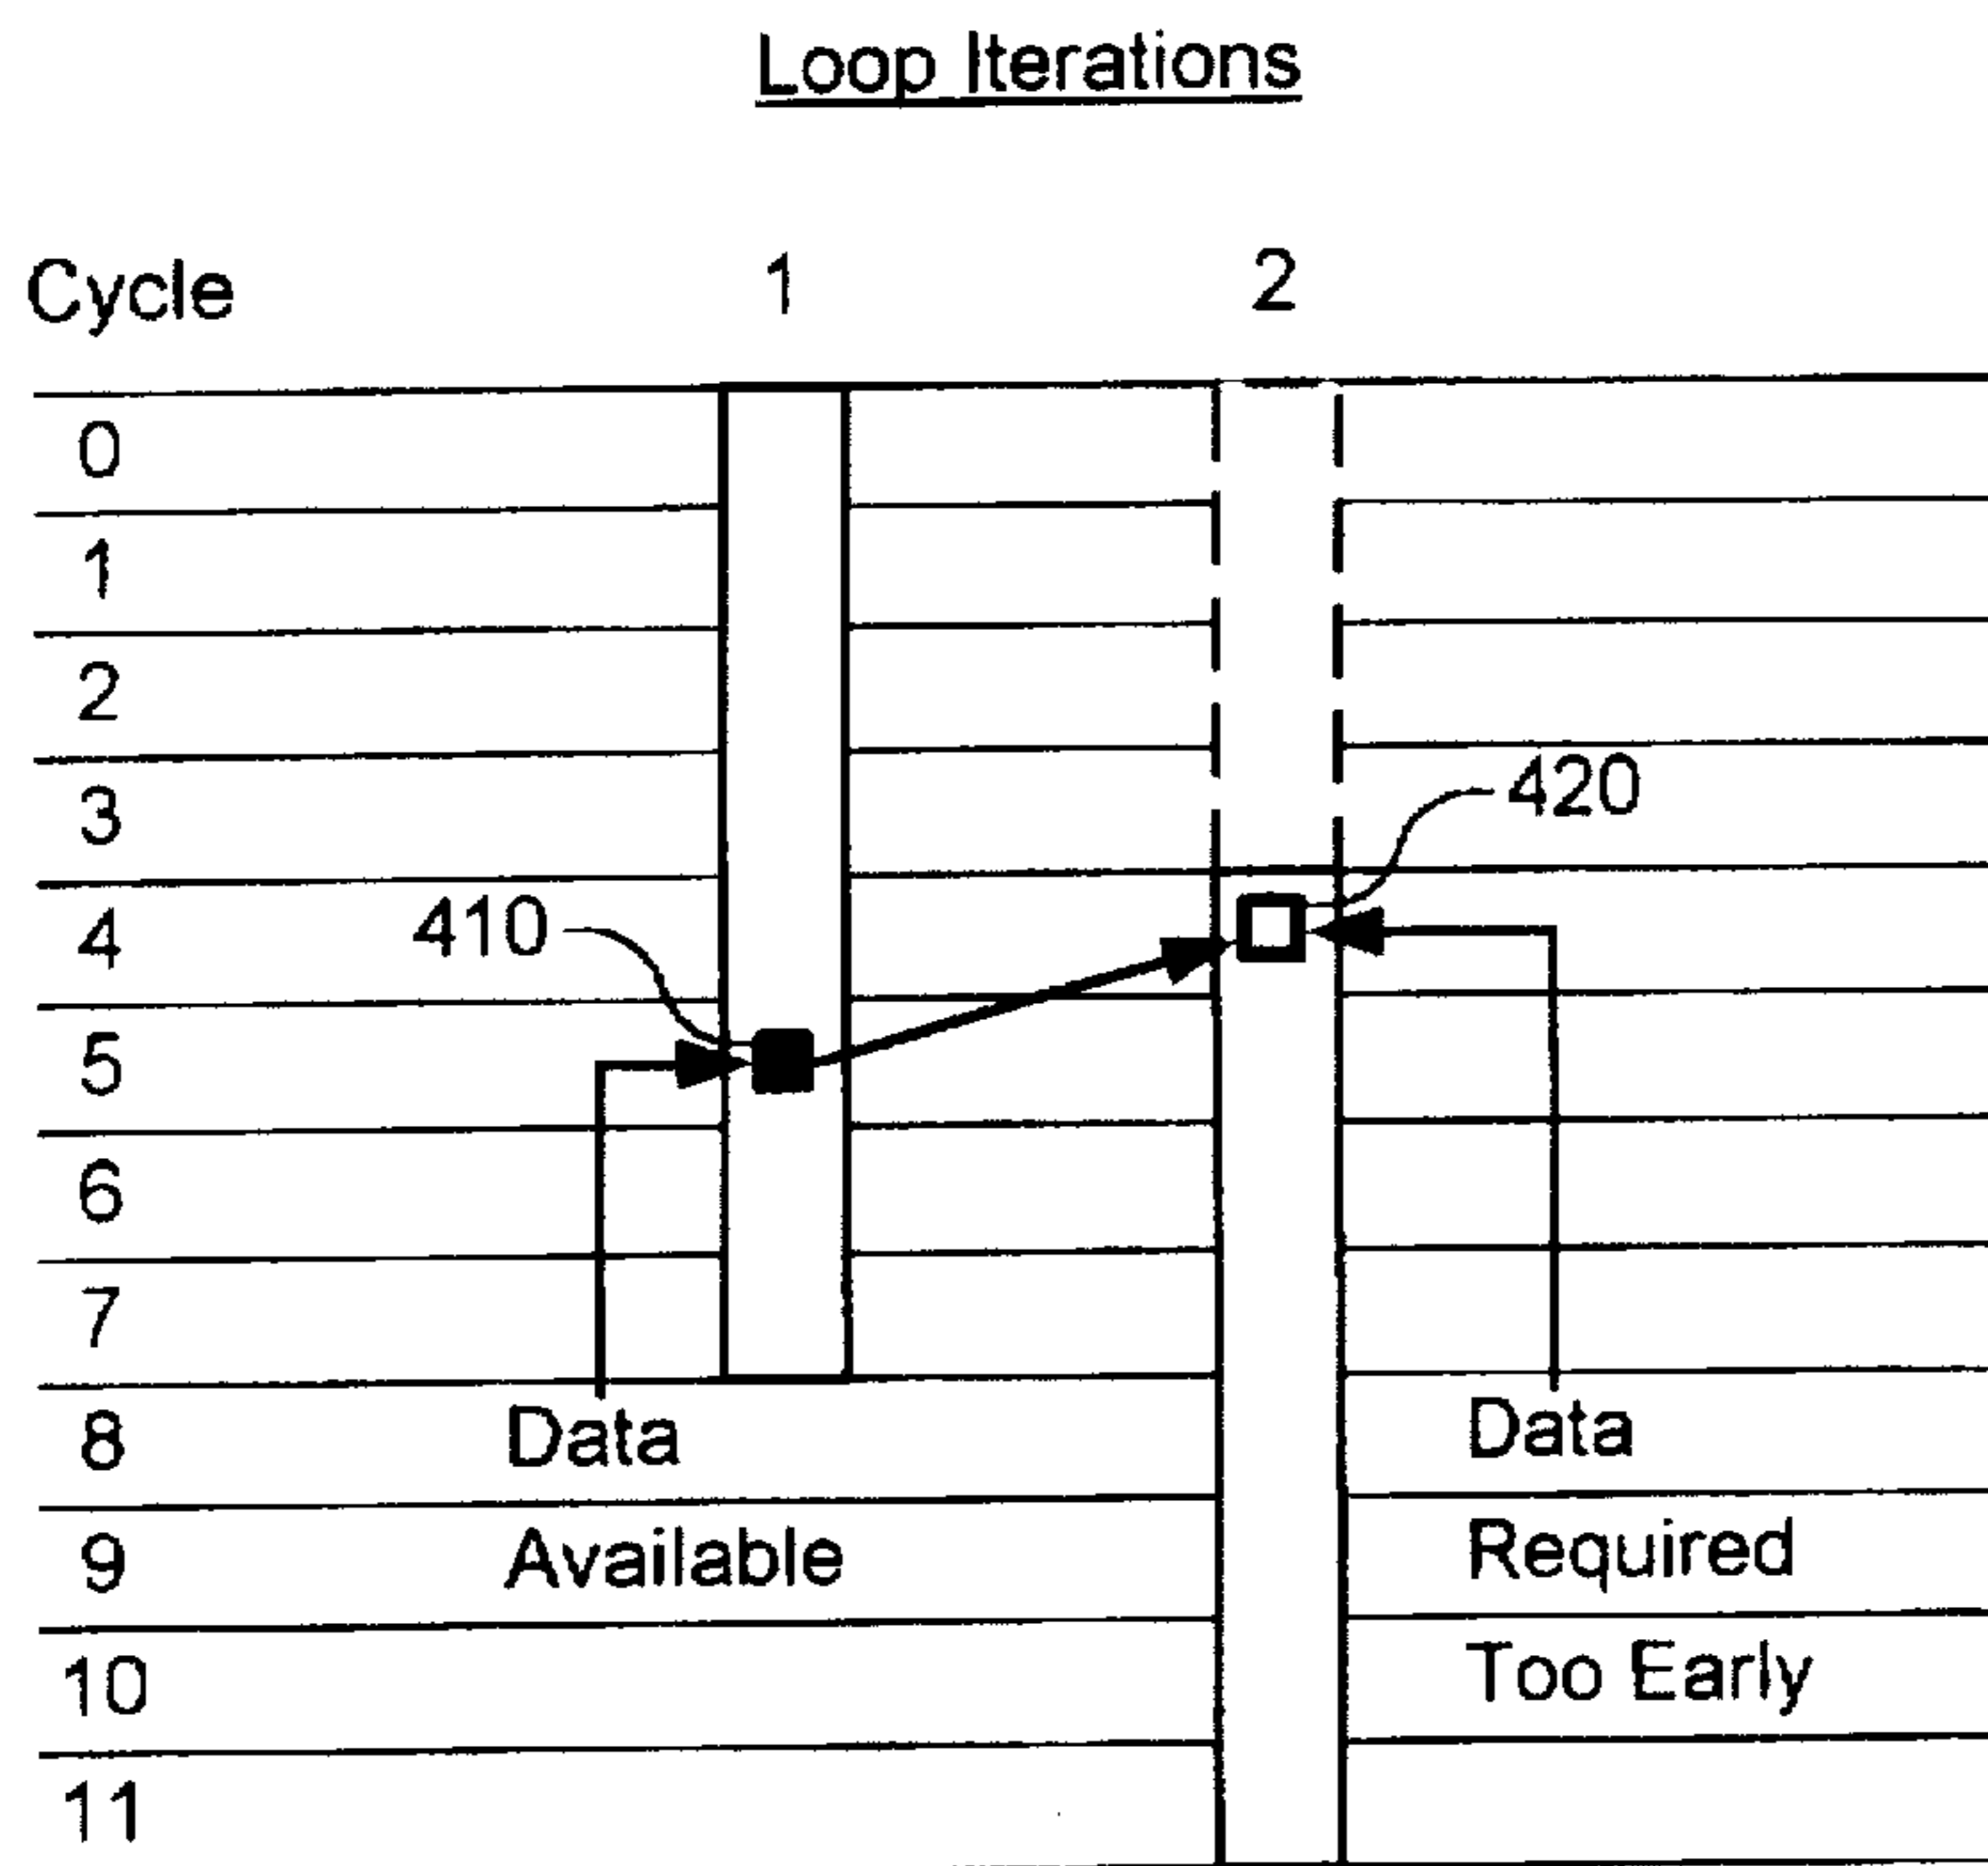 Loop Iterations
Cycle 1 2
0
1
2
3 420
4 410
5
6
7
8 Data Data
9 Available Required
10 Too Early
11